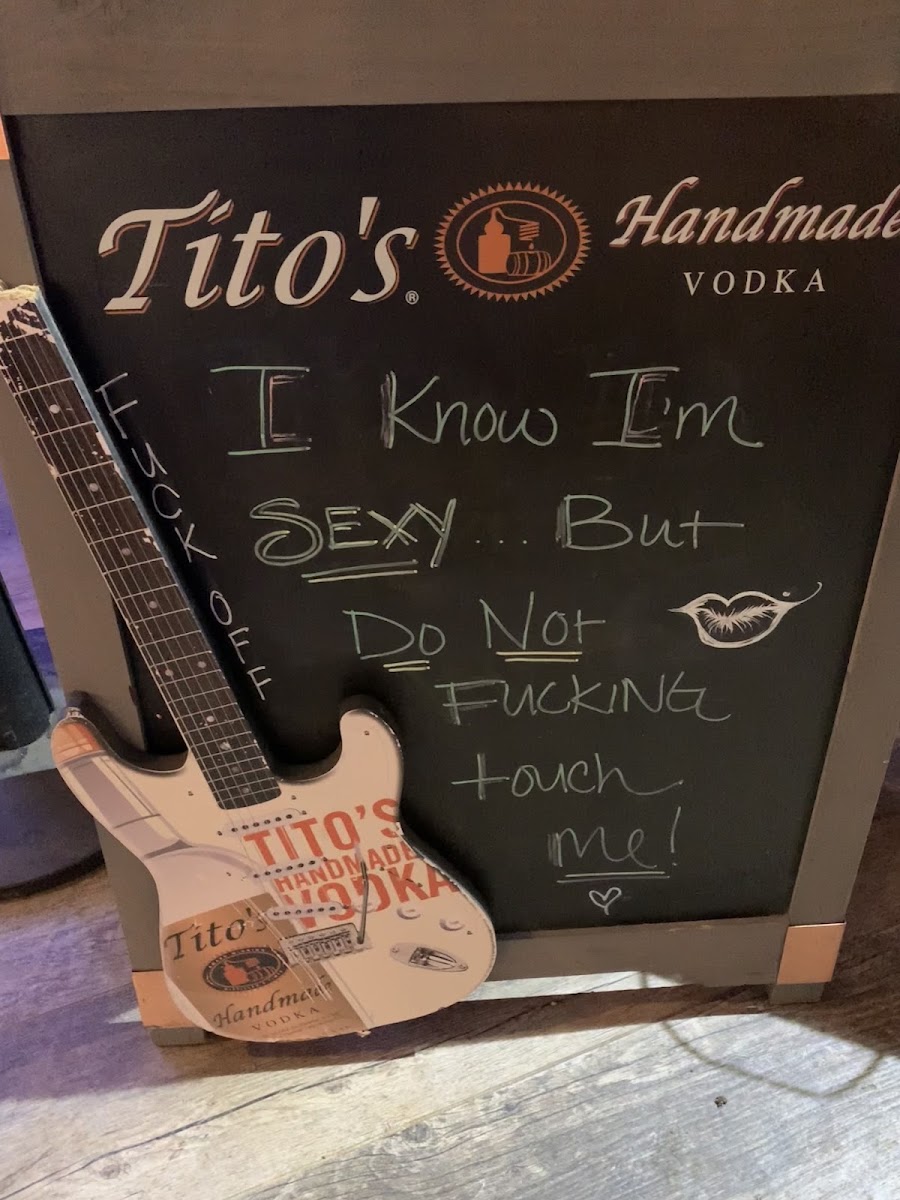 Tito's® Handmade
VODKA
I Know I'm
SEXY... But
Do Not
FUCKING
touch
me!
FUCK OFF
TITO'S
HANDMADE
VODKA
Tito's
Handmade
VODKA